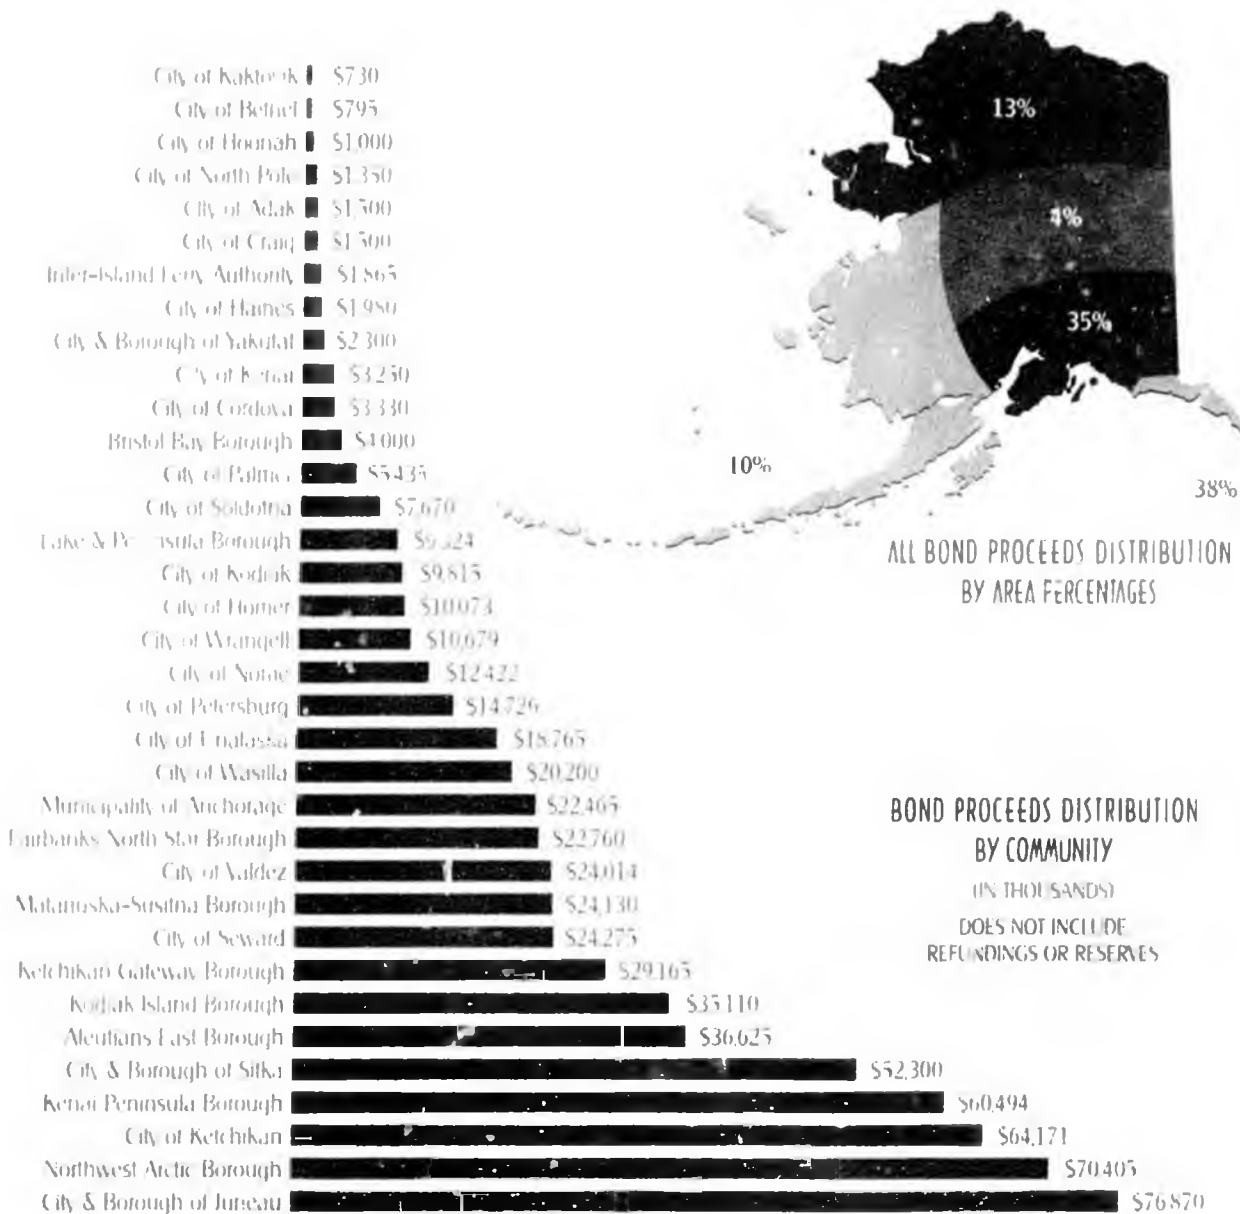 City of Kaktovik $730
City of Bethel $795
City of Hoonah $1,000
City of North Pole $1,350
City of Adak $1,500
City of Craig $1,500
Inter-Island Ferry Authority $1,865
City of Haines $1,980
City & Borough of Yakutat $2,300
City of Kenai $3,250
City of Cordova $3,330
Bristol Bay Borough $4,000
City of Palmer $5,435
City of Soldotna $7,670
Lake & Peninsula Borough
City of Kodiak $9,815
City of Homer $10,073
City of Wrangell $10,679
City of Nome $12,422
City of Petersburg $14,726
City of Unalaska $18,765
City of Wasilla $20,200
Municipality of Anchorage $22,465
Fairbanks North Star Borough $22,760
City of Valdez $24,014
Matanuska-Susitna Borough $24,130
City of Seward $24,275
Ketchikan Gateway Borough $29,165
Kodiak Island Borough $35,110
Aleutians East Borough $36,625
City & Borough of Sitka $52,300
Kenai Peninsula Borough $60,494
City of Ketchikan $64,171
Northwest Arctic Borough $70,405
City & Borough of Juneau $76,870
13%
4%
35%
10%
38%
ALL BOND PROCEEDS DISTRIBUTION
BY AREA PERCENTAGES
BOND PROCEEDS DISTRIBUTION
BY COMMUNITY
(IN THOUSANDS)
DOES NOT INCLUDE
REFUNDINGS OR RESERVES